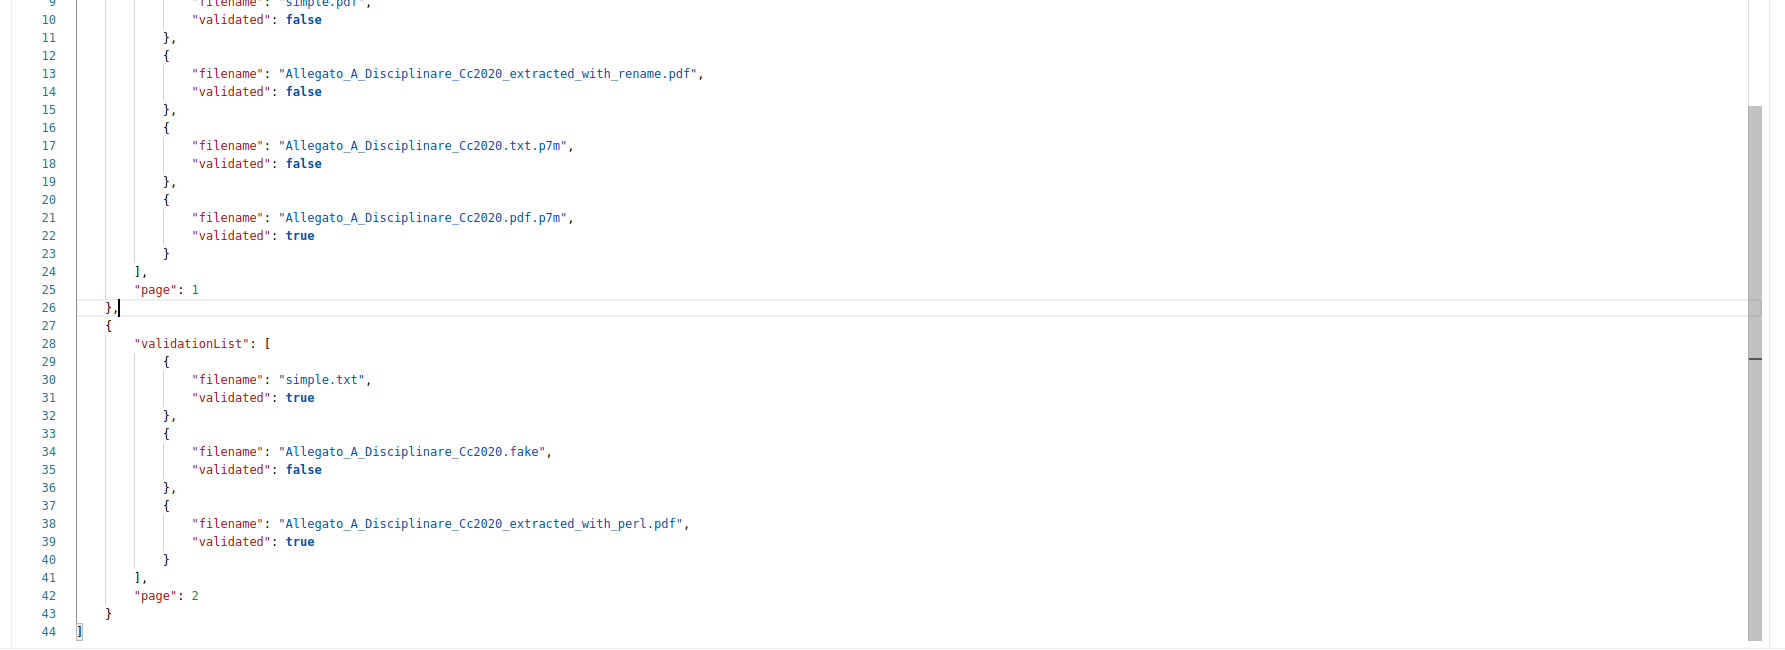 9 "filename": "simple.pdf",
10 "validated": false
11 },
12 {
13 "filename": "Allegato_A_Disciplinare_Cc2020_extracted_with_rename.pdf",
14 "validated": false
15 },
16 {
17 "filename": "Allegato_A_Disciplinare_Cc2020.txt.p7m",
18 "validated": false
19 },
20 {
21 "filename": "Allegato_A_Disciplinare_Cc2020.pdf.p7m",
22 "validated": true
23 }
24 ],
25 "page": 1
26 },
27 {
28 "validationList": [
29 {
30 "filename": "simple.txt",
31 "validated": true
32 },
33 {
34 "filename": "Allegato_A_Disciplinare_Cc2020.fake",
35 "validated": false
36 },
37 {
38 "filename": "Allegato_A_Disciplinare_Cc2020_extracted_with_perl.pdf",
39 "validated": true
40 }
41 ],
42 "page": 2
43 }
44 ]